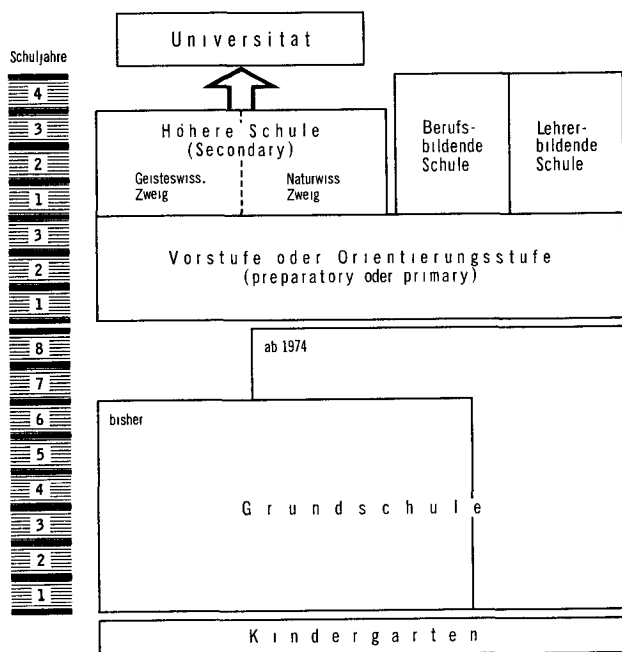 Universität
Schuljahre
4
3
2
1
3
2
1
8
7
6
5
4
3
2
1
Höhere Schule
(Secondary)
Geisteswiss.
Zweig
Naturwiss
Zweig
Berufs-
bildende
Schule
Lehrer-
bildende
Schule
Vorstufe oder Orientierungsstufe
(preparatory oder primary)
ab 1974
bisher
Grundschule
Kindergarten